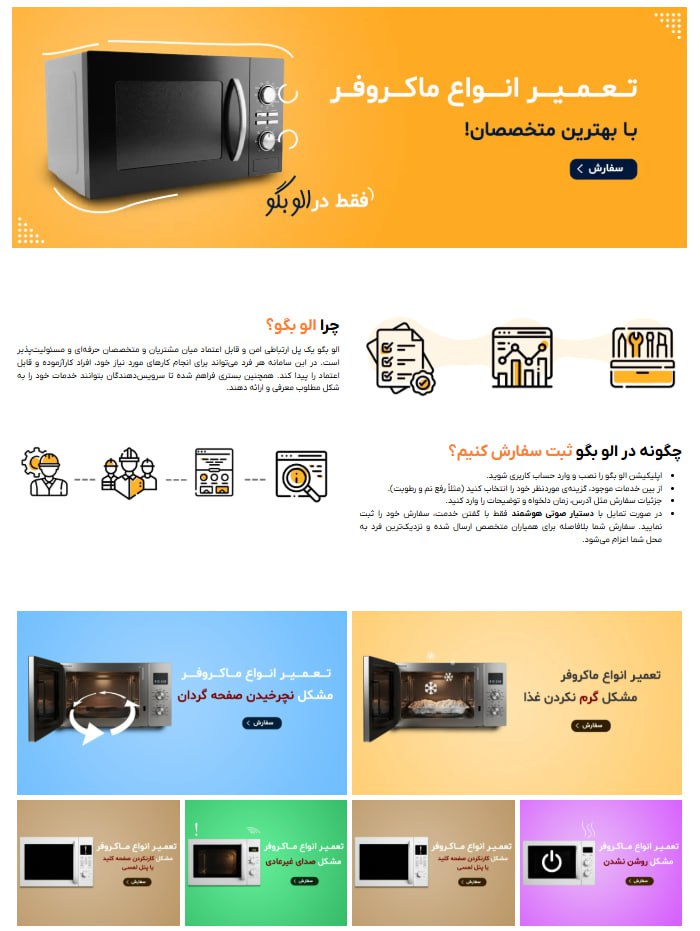 تـعـمـیـر انـواع ماکـروفـر
با بهترین متخصصان!
سفارش
فقط در الو بگو
چرا الو بگو؟
الو بگو یک پل ارتباطی امن و قابل اعتماد میان مشتریان و متخصصان حرفه‌ای و مسئولیت‌پذیر
است. در این سامانه هر فرد می‌تواند برای انجام کارهای مورد نیاز خود، افراد کارآزموده و قابل
اعتماد را پیدا کند. همچنین بستری فراهم شده تا سرویس‌دهندگان بتوانند خدمات خود را به
شکل مطلوب معرفی و ارائه دهند.
چگونه در الو بگو ثبت سفارش کنیم؟
اپلیکیشن الو بگو را نصب و وارد حساب کاربری شوید.
از بین خدمات موجود، گزینه‌ی موردنظر خود را انتخاب کنید (مثلاً رفع نم و رطوبت).
جزئیات سفارش مثل آدرس، زمان دلخواه و توضیحات را وارد کنید.
در صورت تمایل با دستیار صوتی هوشمند فقط با گفتن خدمت، سفارش خود را ثبت
نمایید. سفارش شما بلافاصله برای همیاران متخصص ارسال شده و نزدیک‌ترین فرد به
محل شما اعزام می‌شود.
تعمیر انواع ماکروفر
مشکل گرم نکردن غذا
سفارش
تـعـمـیـر انـواع مـاکـروفـر
مشکل نچرخیدن صفحه گردان
سفارش
تعمیر انواع ماکروفر
مشکل روشن نشدن
سفارش
تعمیر انواع ماکروفر
مشکل کارنکردن صفحه کلید
یا پنل لمسی
سفارش
تعمیر انواع ماکروفر
مشکل صدای غیرعادی
سفارش
تعمیر انواع ماکروفر
مشکل کارنکردن صفحه کلید
یا پنل لمسی
سفارش